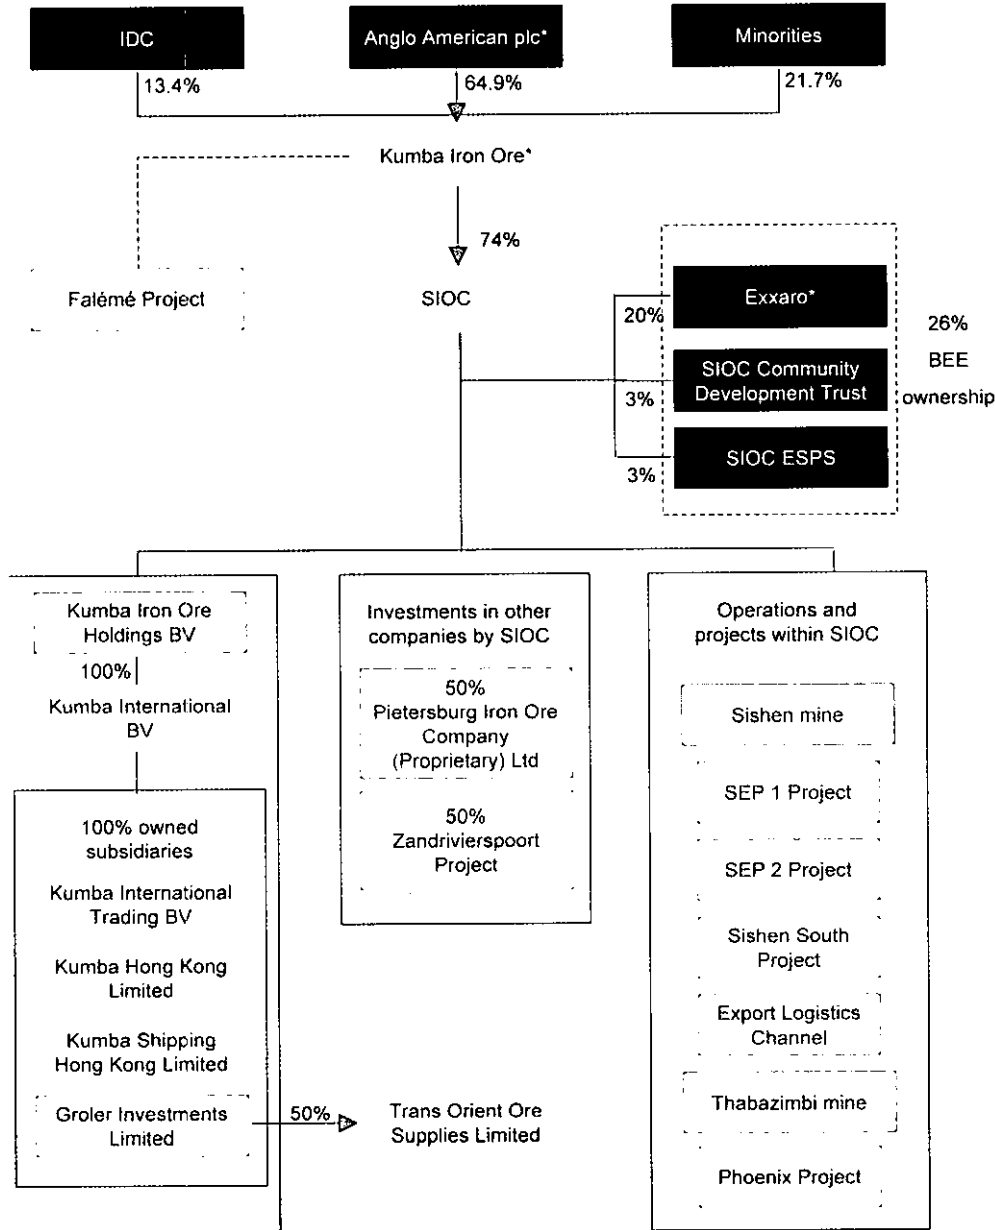 IDC
Anglo American plc*
Minorities
13.4%
64.9%
21.7%
Kumba Iron Ore*
74%
Falémé Project
SIOC
Exxaro*
20%
26%
BEE
ownership
SIOC Community
Development Trust
3%
SIOC ESPS
3%
Kumba Iron Ore
Holdings BV
100%
Kumba International
BV
100% owned
subsidiaries
Kumba International
Trading BV
Kumba Hong Kong
Limited
Kumba Shipping
Hong Kong Limited
Groler Investments
Limited
50%
Trans Orient Ore
Supplies Limited
Investments in other
companies by SIOC
50%
Pietersburg Iron Ore
Company
(Proprietary) Ltd
50%
Zandrivierspoort
Project
Operations and
projects within SIOC
Sishen mine
SEP 1 Project
SEP 2 Project
Sishen South
Project
Export Logistics
Channel
Thabazimbi mine
Phoenix Project